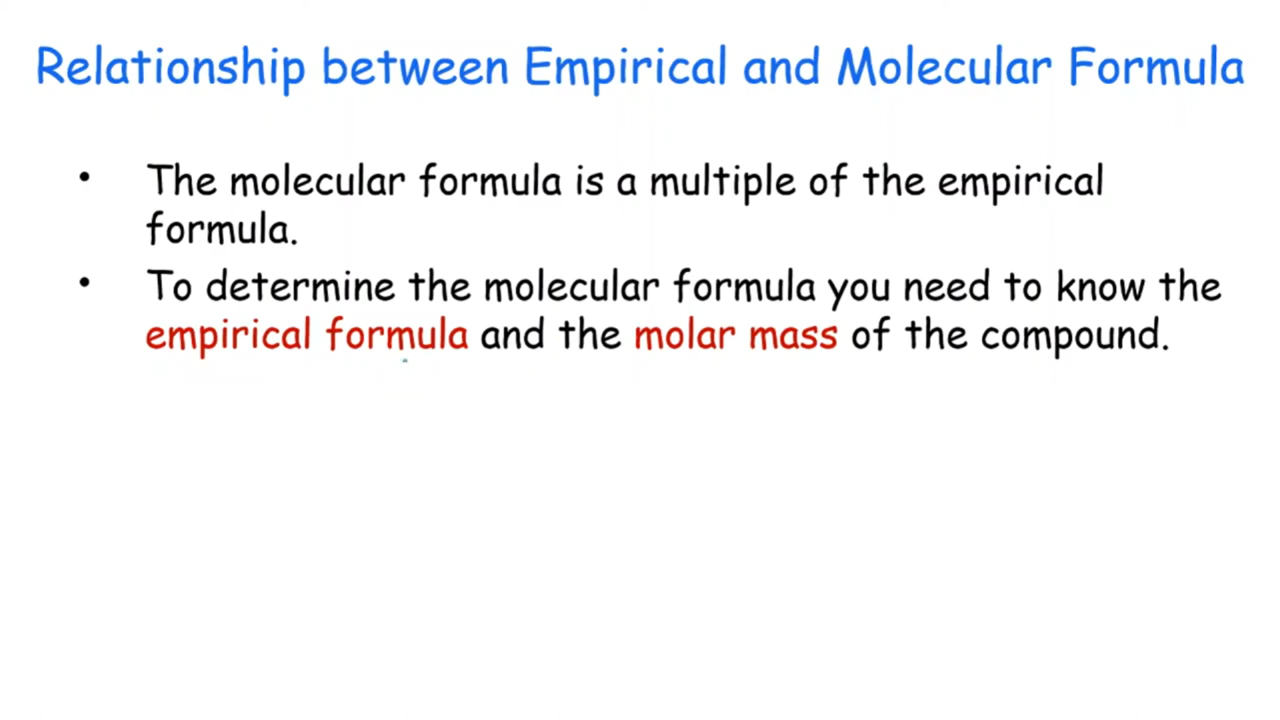 Relationship between Empirical and Molecular Formula
• The molecular formula is a multiple of the empirical
formula.
• To determine the molecular formula you need to know the
empirical formula and the molar mass of the compound.